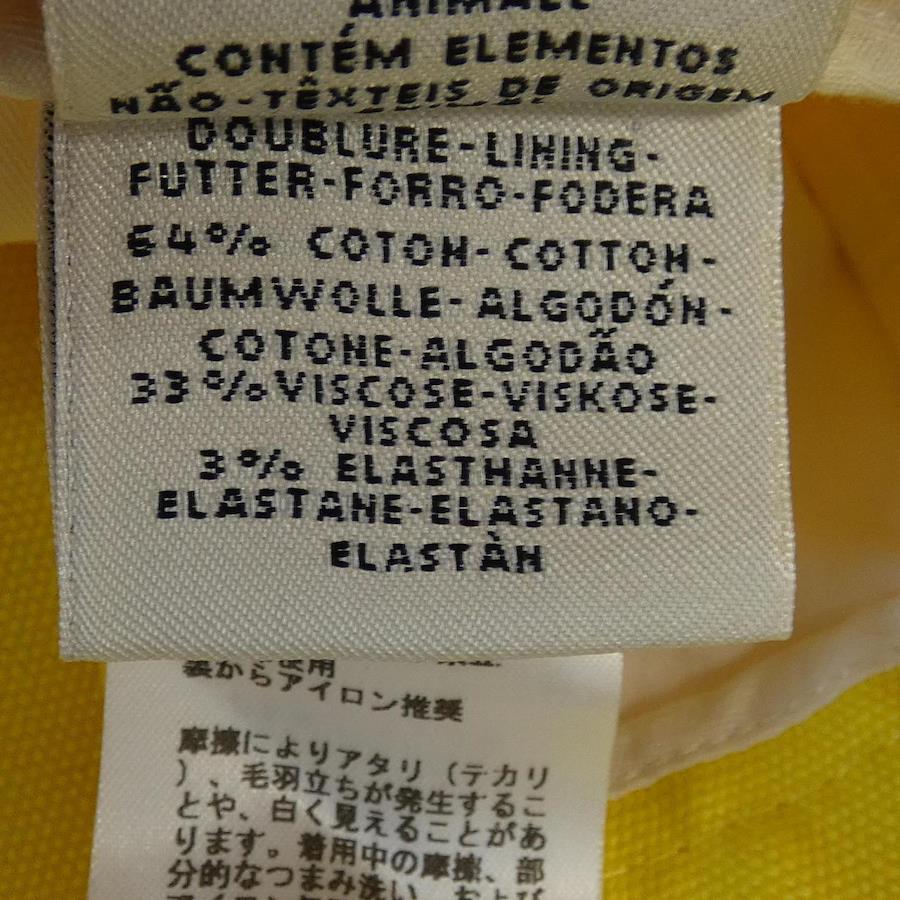 ANIMALE
CONTÉM ELEMENTOS
NÃO-TÊXTEIS DE ORIGEM
DOUBLURE-LINING-
FUTTER-FORRO-FODERA
64% COTON-COTTON-
BAUMWOLLE-ALGODÓN-
COTONE-ALGODÃO
33%VISCOSE-VISKOSE-
VISCOSA
3% ELASTHANNE-
ELASTANE-ELASTANO-
ELASTÀN
裏からアイロン推奨
摩擦によりアタリ(テカリ
)、毛羽立ちが発生するこ
とや、白く見えることがあ
ります。着用中の摩擦、部
分的なつまみ洗い、および